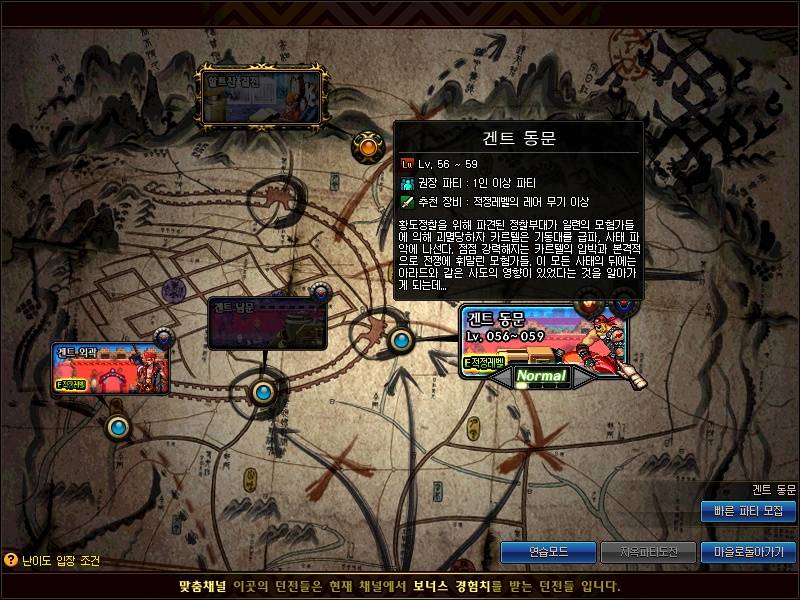 겐트 동문
Lv. 56 ~ 59
권장 파티 : 1인 이상 파티
추천 장비 : 적정레벨의 레어 무기 이상
황도정찰을 위해 파견된 정찰부대가 일련의 모험가들
에 의해 괴멸당하자 카르텔은 기동대를 급파, 사태 파
악에 나선다. 점점 강력해지는 카르텔의 압박과 본격적
으로 전쟁에 휘말린 모험가들. 이 모든 사태의 뒤에는
아라드와 같은 사도의 영향이 있었다는 것을 알아가
게 되는데...
겐트 남문
겐트 동문
Lv. 056~059
적정레벨
Normal
겐트 외곽
적정레벨
겐트 동문
빠른 파티 모집
연습모드
지옥파티도전
마을로돌아가기
난이도 입장 조건
맞춤채널 이곳의 던전들은 현재 채널에서 보너스 경험치를 받는 던전들 입니다.